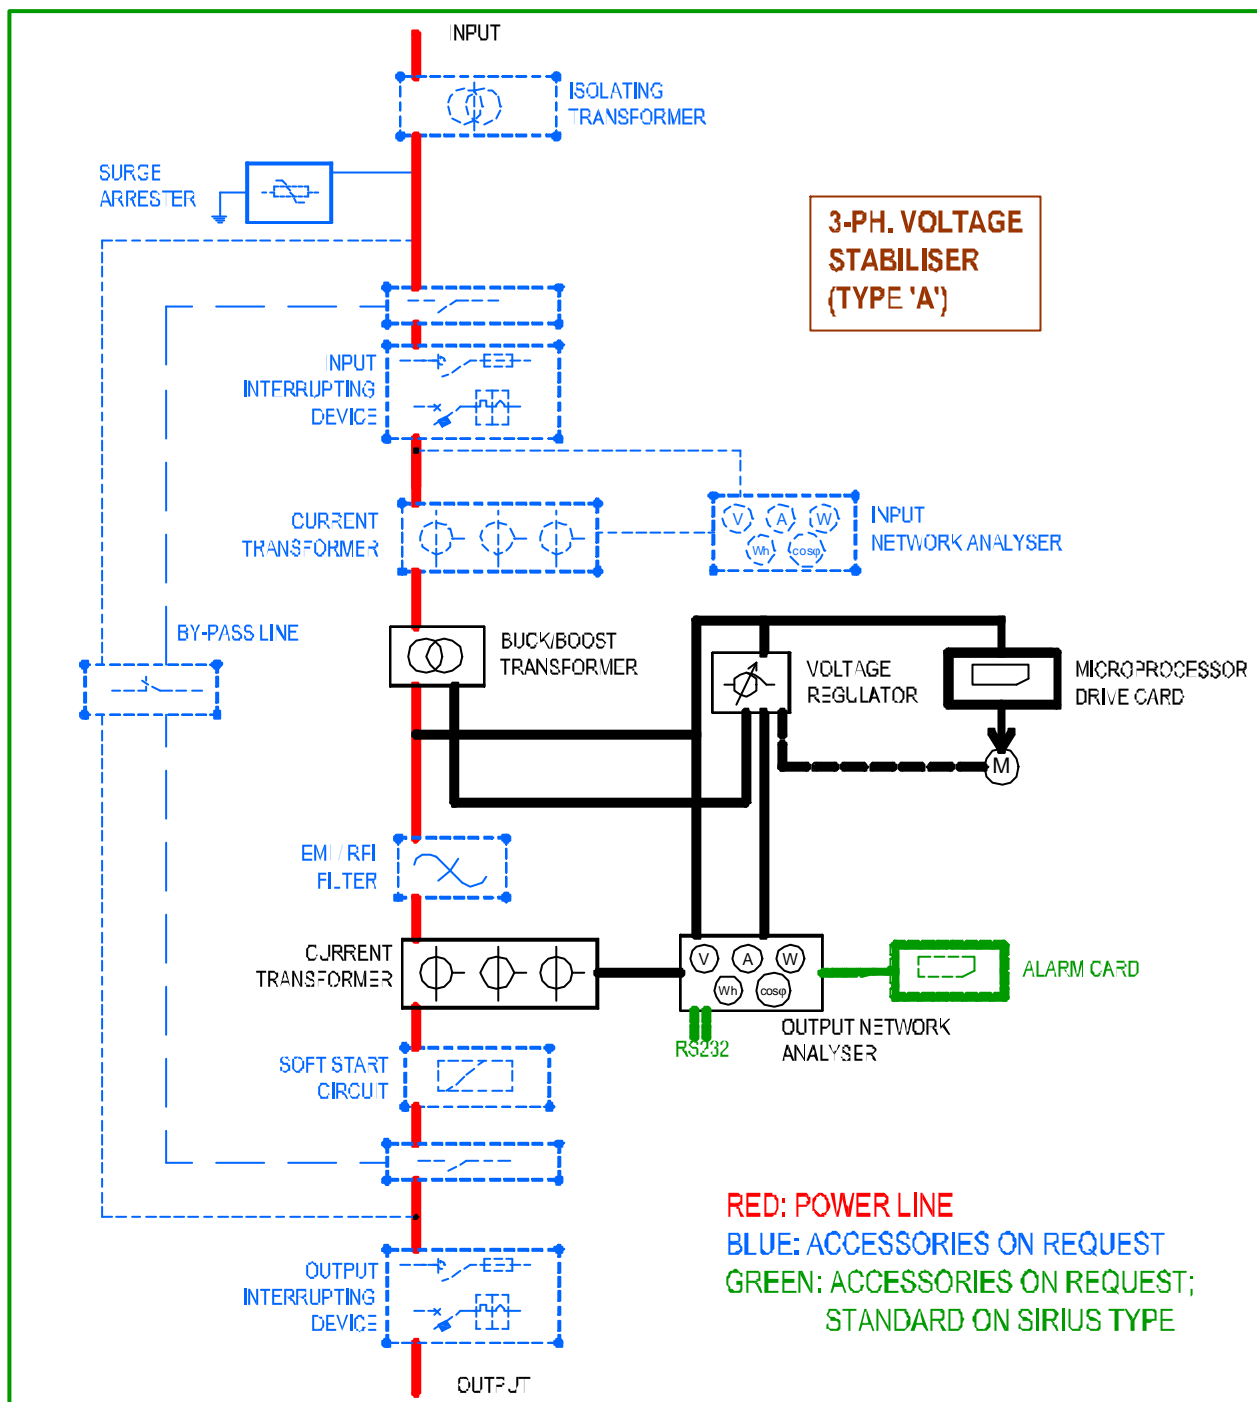 INPUT
ISOLATING
TRANSFORMER
SURGE
ARRESTER
3-PH. VOLTAGE
STABILISER
(TYPE 'A')
INPUT
INTERRUPTING
DEVICE
CURRENT
TRANSFORMER
V A W
Wh cosφ
INPUT
NETWORK ANALYSER
BY-PASS LINE
BUCK/BOOST
TRANSFORMER
VOLTAGE
REGULATOR
MICROPROCESSOR
DRIVE CARD
M
EMI / RFI
FILTER
CURRENT
TRANSFORMER
V A W
Wh cosφ
ALARM CARD
RS232
OUTPUT NETWORK
ANALYSER
SOFT START
CIRCUIT
RED: POWER LINE
BLUE: ACCESSORIES ON REQUEST
GREEN: ACCESSORIES ON REQUEST;
STANDARD ON SIRIUS TYPE
OUTPUT
INTERRUPTING
DEVICE
OUTPUT